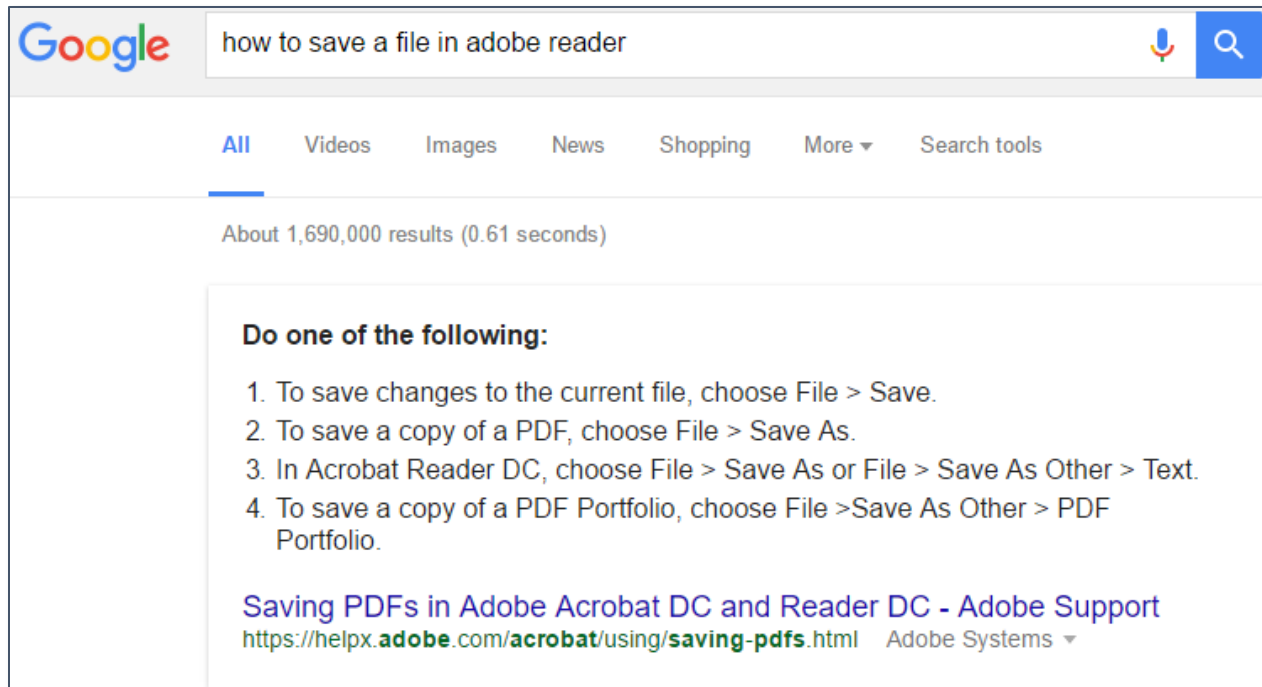 Google
how to save a file in adobe reader
All Videos Images News Shopping More Search tools
About 1,690,000 results (0.61 seconds)
Do one of the following:
1. To save changes to the current file, choose File > Save.
2. To save a copy of a PDF, choose File > Save As.
3. In Acrobat Reader DC, choose File > Save As or File > Save As Other > Text.
4. To save a copy of a PDF Portfolio, choose File >Save As Other > PDF
Portfolio.
Saving PDFs in Adobe Acrobat DC and Reader DC - Adobe Support
https://helpx.adobe.com/acrobat/using/saving-pdfs.html Adobe Systems